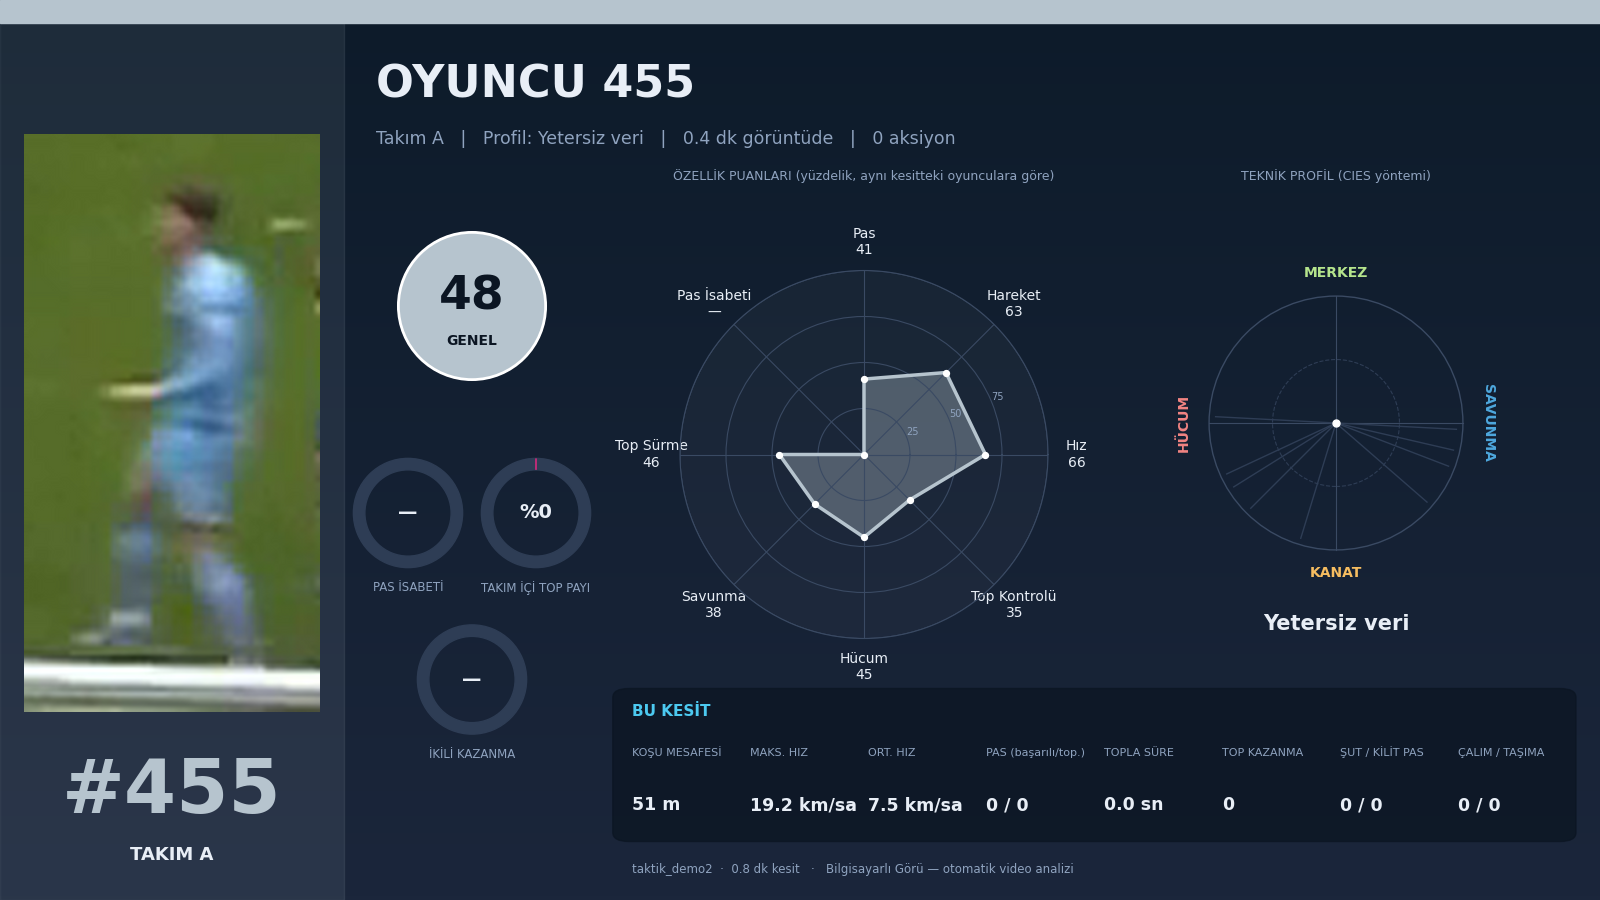 OYUNCU 455
Takım A | Profil: Yetersiz veri | 0.4 dk görüntüde | 0 aksiyon
ÖZELLİK PUANLARI (yüzdelik, aynı kesitteki oyunculara göre)
TEKNİK PROFİL (CIES yöntemi)
48
GENEL
—
PAS İSABETİ
%0
TAKIM İÇİ TOP PAYI
—
İKİLİ KAZANMA
Pas
41
Pas İsabeti
—
Hareket
63
Top Sürme
46
Hız
66
Savunma
38
Top Kontrolü
35
Hücum
45
25
50
75
MERKEZ
HÜCUM
SAVUNMA
KANAT
Yetersiz veri
#455
TAKIM A
BU KESİT
KOŞU MESAFESİ MAKS. HIZ ORT. HIZ PAS (başarılı/top.) TOPLA SÜRE TOP KAZANMA ŞUT / KİLİT PAS ÇALIM / TAŞIMA
51 m 19.2 km/sa 7.5 km/sa 0 / 0 0.0 sn 0 0 / 0 0 / 0
taktik_demo2 · 0.8 dk kesit · Bilgisayarlı Görü — otomatik video analizi